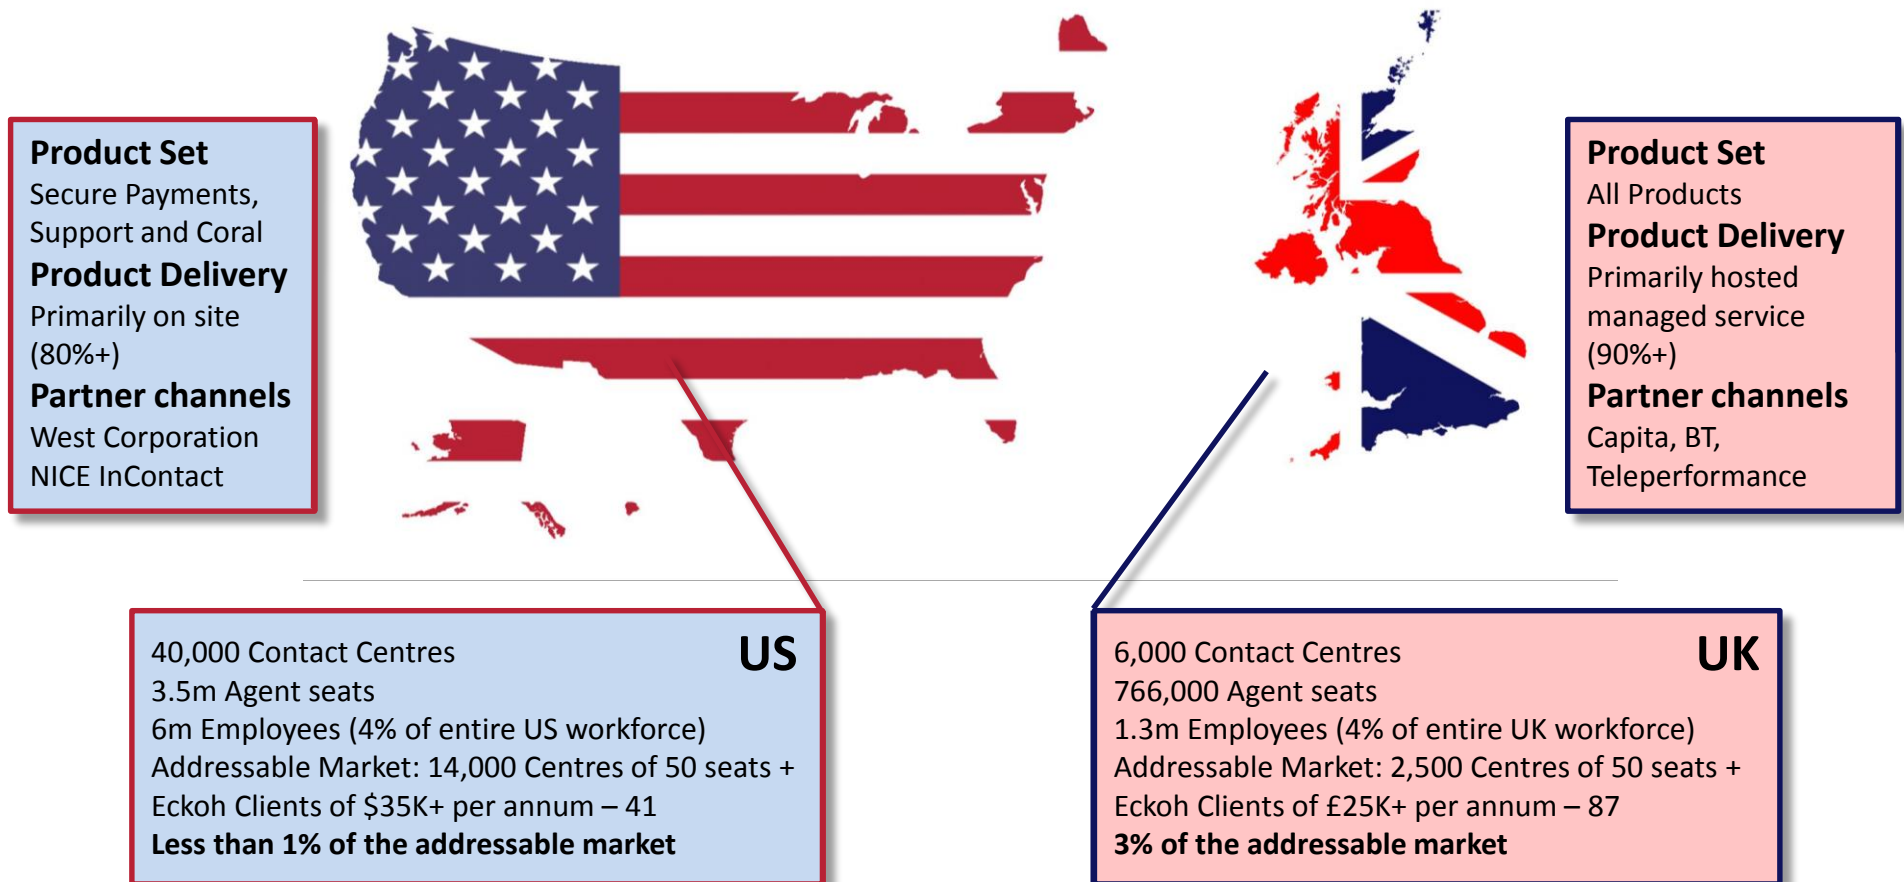 Product Set
Secure Payments,
Support and Coral
Product Delivery
Primarily on site
(80%+)
Partner channels
West Corporation
NICE InContact
Product Set
All Products
Product Delivery
Primarily hosted
managed service
(90%+)
Partner channels
Capita, BT,
Teleperformance
US
40,000 Contact Centres
3.5m Agent seats
6m Employees (4% of entire US workforce)
Addressable Market: 14,000 Centres of 50 seats +
Eckoh Clients of $35K+ per annum – 41
Less than 1% of the addressable market
UK
6,000 Contact Centres
766,000 Agent seats
1.3m Employees (4% of entire UK workforce)
Addressable Market: 2,500 Centres of 50 seats +
Eckoh Clients of £25K+ per annum – 87
3% of the addressable market